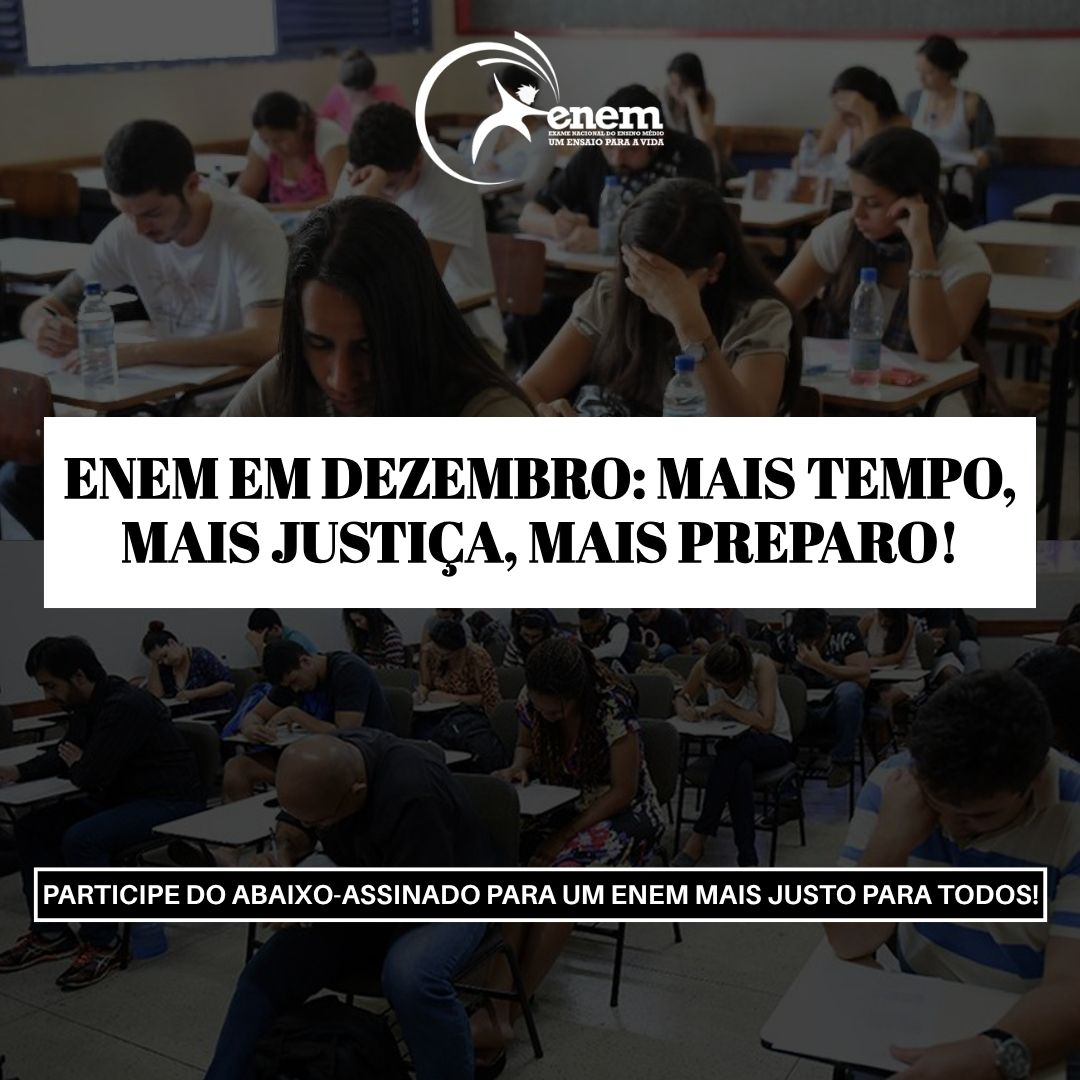 enem
EXAME NACIONAL DO ENSINO MÉDIO
UM ENSAIO PARA A VIDA
ENEM EM DEZEMBRO: MAIS TEMPO,
MAIS JUSTIÇA, MAIS PREPARO!
PARTICIPE DO ABAIXO-ASSINADO PARA UM ENEM MAIS JUSTO PARA TODOS!